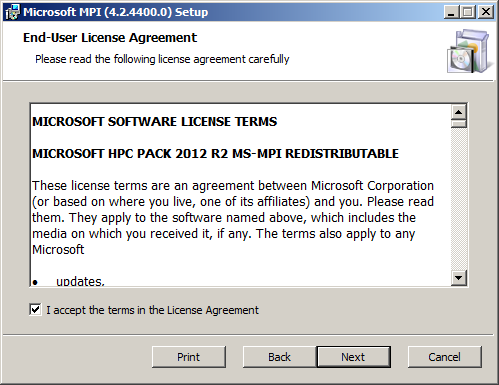 Microsoft MPI (4.2.4400.0) Setup
End-User License Agreement
Please read the following license agreement carefully
MICROSOFT SOFTWARE LICENSE TERMS
MICROSOFT HPC PACK 2012 R2 MS-MPI REDISTRIBUTABLE
These license terms are an agreement between Microsoft Corporation
(or based on where you live, one of its affiliates) and you. Please read
them. They apply to the software named above, which includes the
media on which you received it, if any. The terms also apply to any
Microsoft
• updates,
I accept the terms in the License Agreement
Print Back Next Cancel